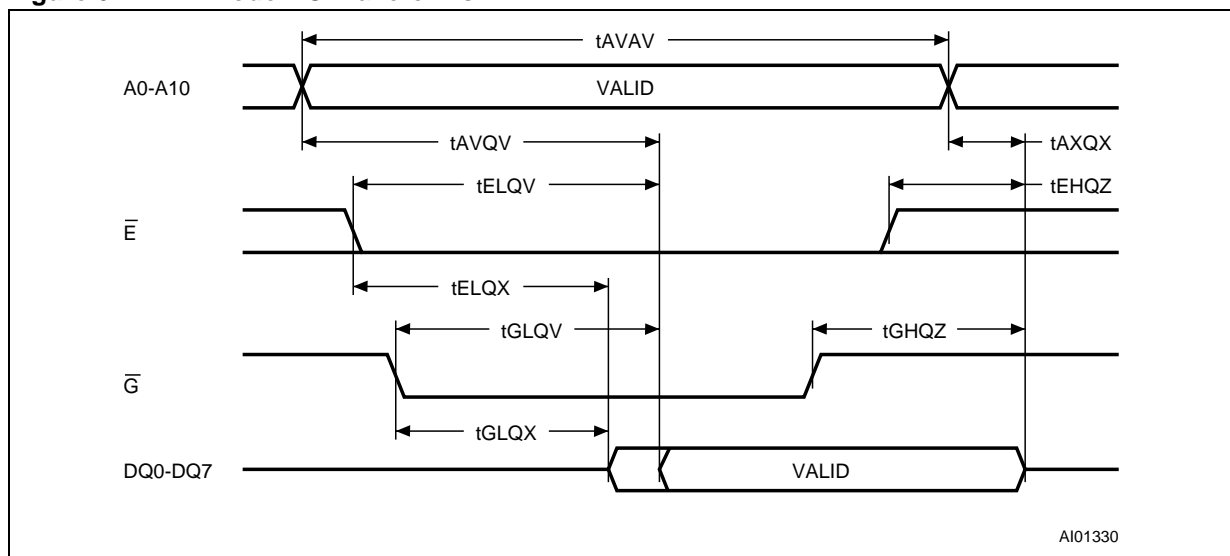 tAVAV
A0-A10
VALID
tAVQV
tAXQX
tELQV
tEHQZ
E̅
tELQX
tGLQV
tGHQZ
G̅
tGLQX
DQ0-DQ7
VALID
AI01330